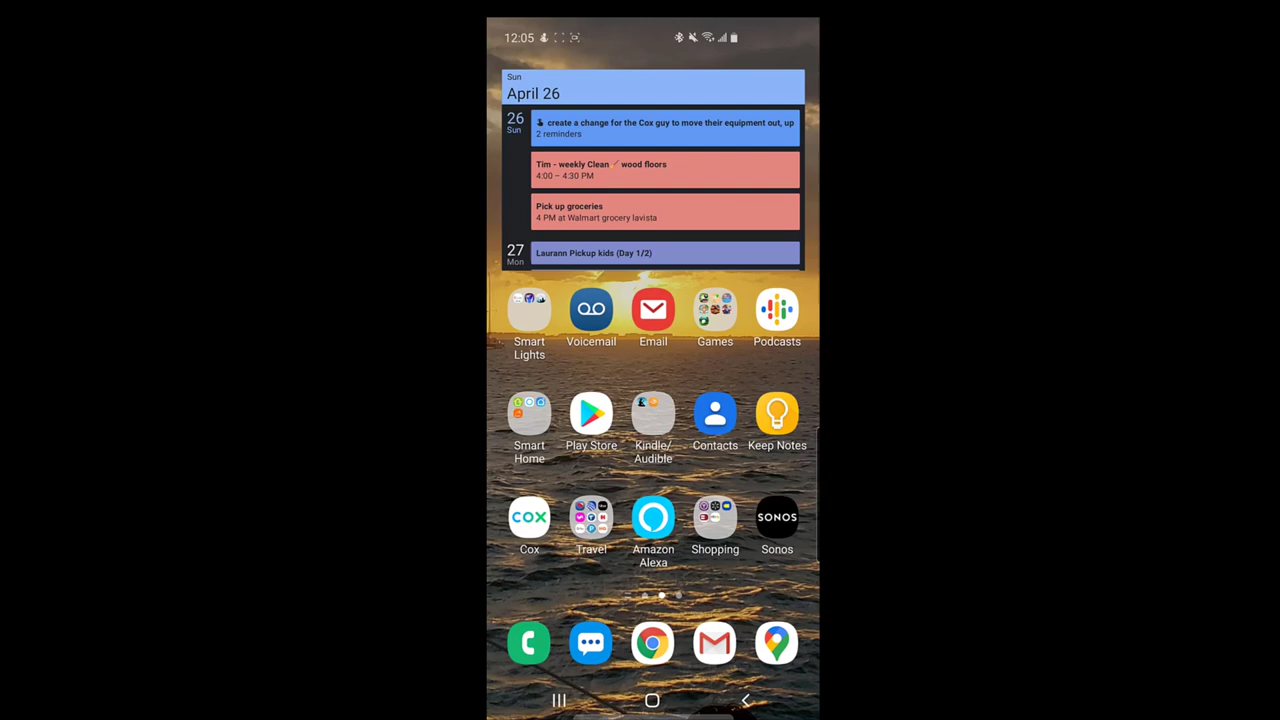 12:05
Sun
April 26
26
Sun
create a change for the Cox guy to move their equipment out, up
2 reminders
Tim - weekly Clean wood floors
4:00 – 4:30 PM
Pick up groceries
4 PM at Walmart grocery lavista
27
Mon
Laurann Pickup kids (Day 1/2)
Smart Lights
Voicemail
Email
Games
Podcasts
Smart Home
Play Store
Kindle/ Audible
Contacts
Keep Notes
COX
SONOS
Cox
Travel
Amazon Alexa
Shopping
Sonos